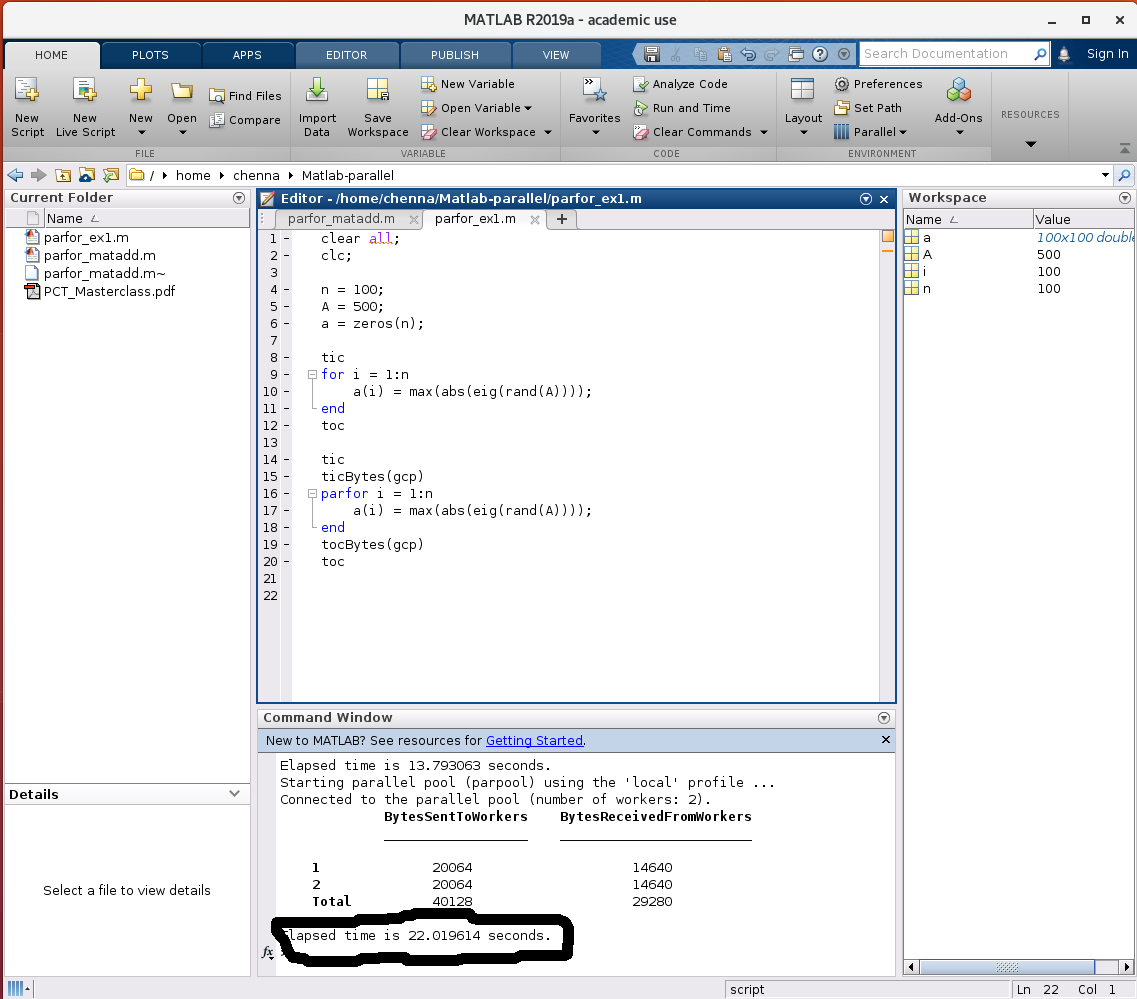 MATLAB R2019a - academic use
HOME PLOTS APPS EDITOR PUBLISH VIEW Search Documentation Sign In
New Script
New Live Script
New
Open
Find Files
Compare
FILE
Import Data
Save Workspace
New Variable
Open Variable
Clear Workspace
VARIABLE
Favorites
Analyze Code
Run and Time
Clear Commands
CODE
Layout
Preferences
Set Path
Parallel
Add-Ons
ENVIRONMENT
RESOURCES
/ home chenna Matlab-parallel
Current Folder
Name
parfor_ex1.m
parfor_matadd.m
parfor_matadd.m~
PCT_Masterclass.pdf
Details
Select a file to view details
Editor - /home/chenna/Matlab-parallel/parfor_ex1.m
parfor_matadd.m parfor_ex1.m +
1 - clear all;
2 - clc;
3
4 - n = 100;
5 - A = 500;
6 - a = zeros(n);
7
8 - tic
9 - for i = 1:n
10 - a(i) = max(abs(eig(rand(A))));
11 - end
12 - toc
13
14 - tic
15 - ticBytes(gcp)
16 - parfor i = 1:n
17 - a(i) = max(abs(eig(rand(A))));
18 - end
19 - tocBytes(gcp)
20 - toc
21
22
Command Window
New to MATLAB? See resources for Getting Started.
Elapsed time is 13.793063 seconds.
Starting parallel pool (parpool) using the 'local' profile ...
Connected to the parallel pool (number of workers: 2).
BytesSentToWorkers BytesReceivedFromWorkers
1 20064 14640
2 20064 14640
Total 40128 29280
Elapsed time is 22.019614 seconds.
fx
Workspace
Name Value
a 100x100 double
A 500
i 100
n 100
script Ln 22 Col 1